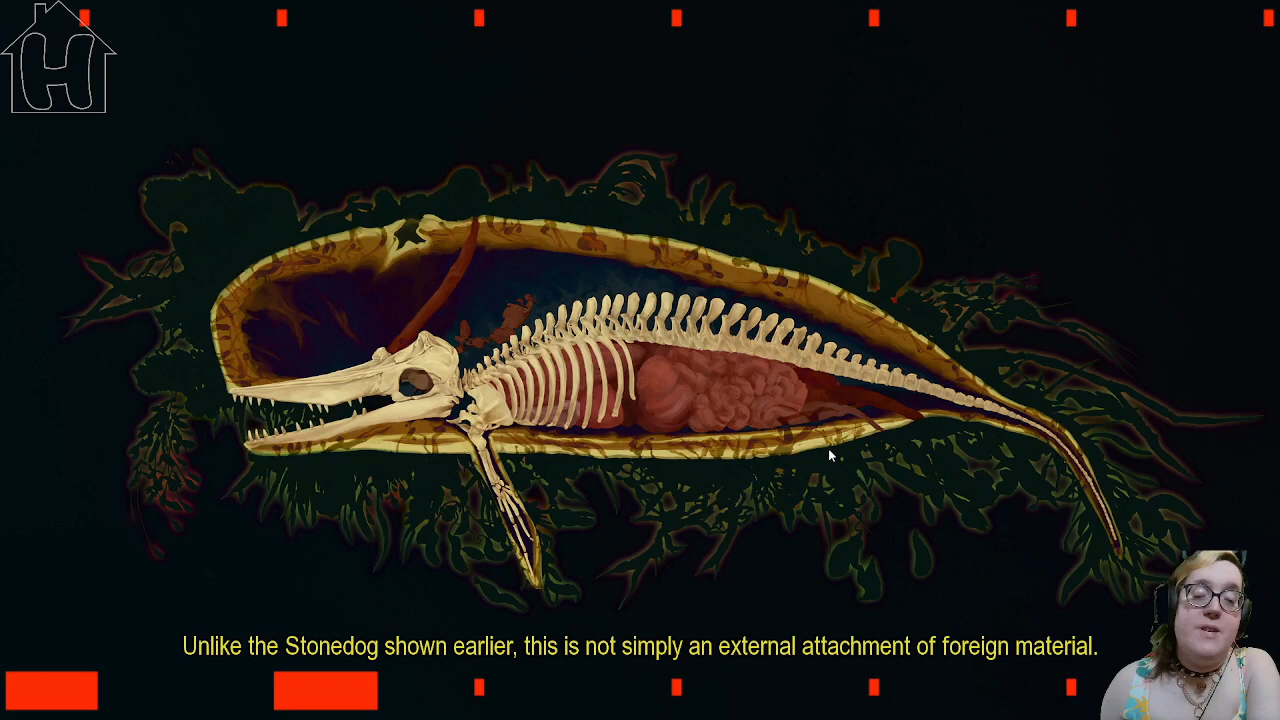 H
Unlike the Stonedog shown earlier, this is not simply an external attachment of foreign material.